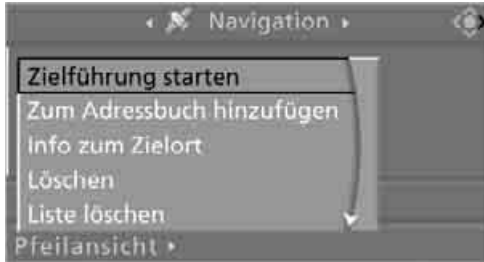 Navigation
Zielführung starten
Zum Adressbuch hinzufügen
Info zum Zielort
Löschen
Liste löschen
Pfeilansicht